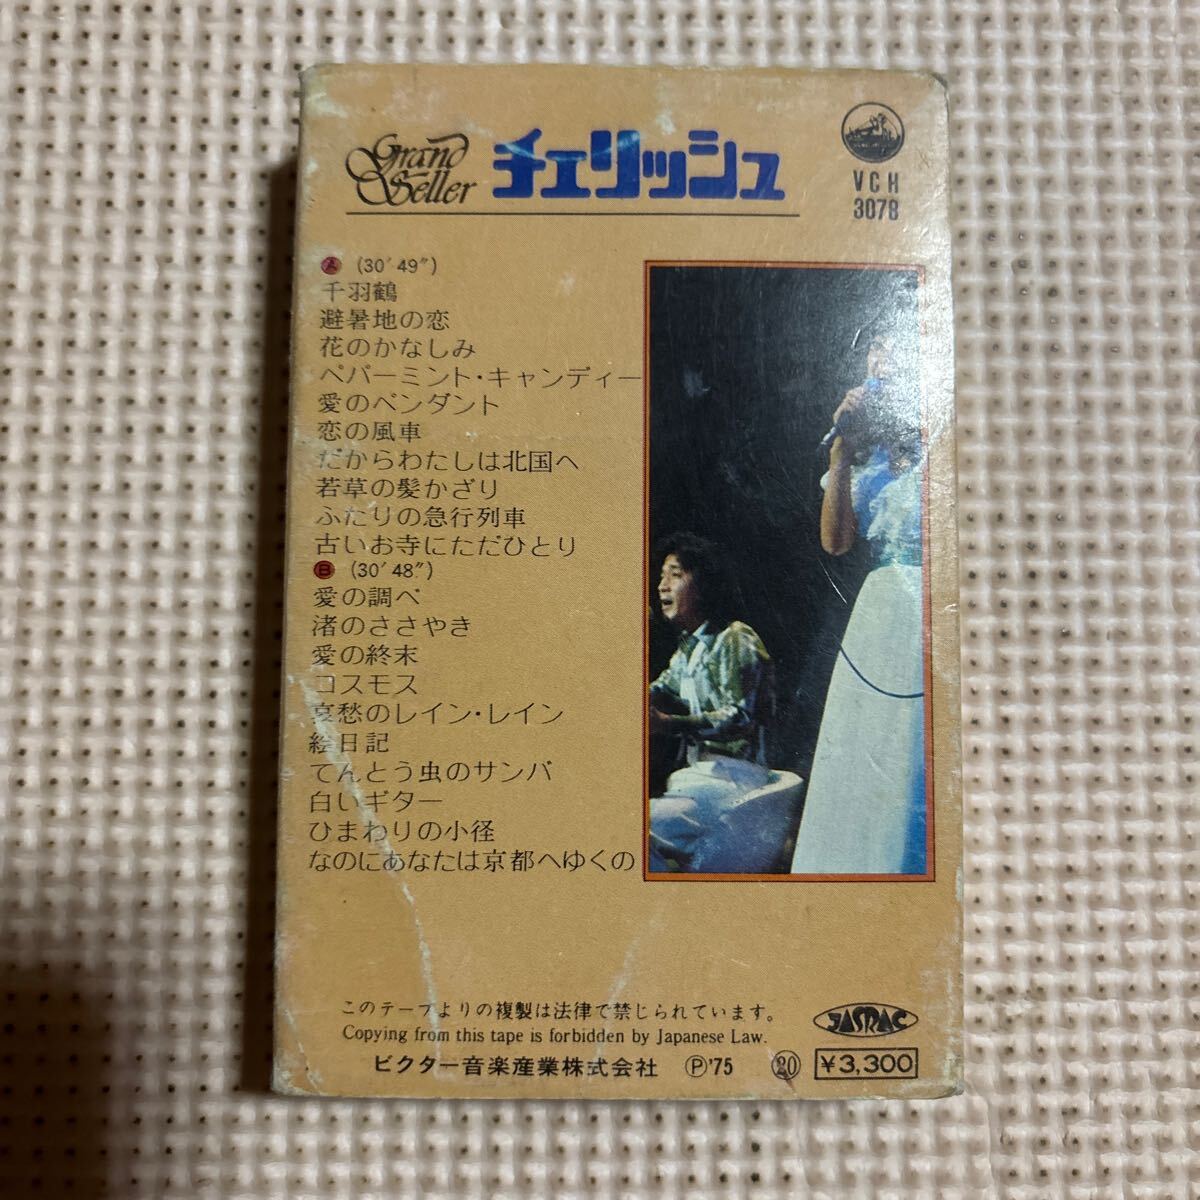 Grand Seller チェリッシュ
VCH
3078
A (30′49″)
千羽鶴
避暑地の恋
花のかなしみ
ペパーミント・キャンディー
愛のペンダント
恋の風車
だからわたしは北国へ
若草の髪かざり
ふたりの急行列車
古いお寺にただひとり
B (30′48″)
愛の調べ
渚のささやき
愛の終末
コスモス
哀愁のレイン・レイン
絵日記
てんとう虫のサンバ
白いギター
ひまわりの小径
なのにあなたは京都へゆくの
このテープよりの複製は法律で禁じられています。
Copying from this tape is forbidden by Japanese Law.
JASRAC
ビクター音楽産業株式会社 Ⓟ'75 ⑳ ¥3,300